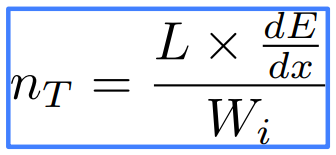 n_T = \frac{L \times \frac{dE}{dx}}{W_i}